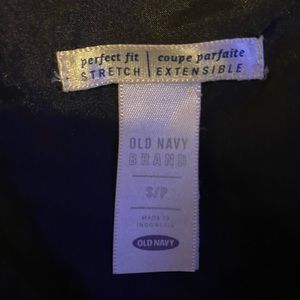 perfect fit | coupe parfaite
STRETCH | EXTENSIBLE
OLD NAVY
BRAND
S/P
MADE IN
INDONESIA
OLD NAVY